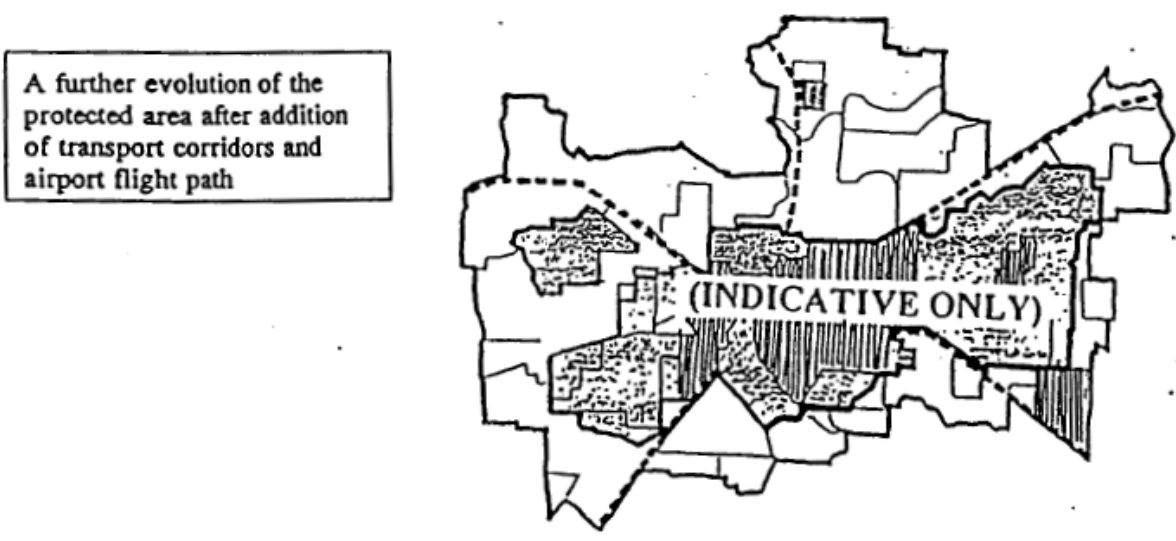 A further evolution of the
protected area after addition
of transport corridors and
airport flight path
(INDICATIVE ONLY)